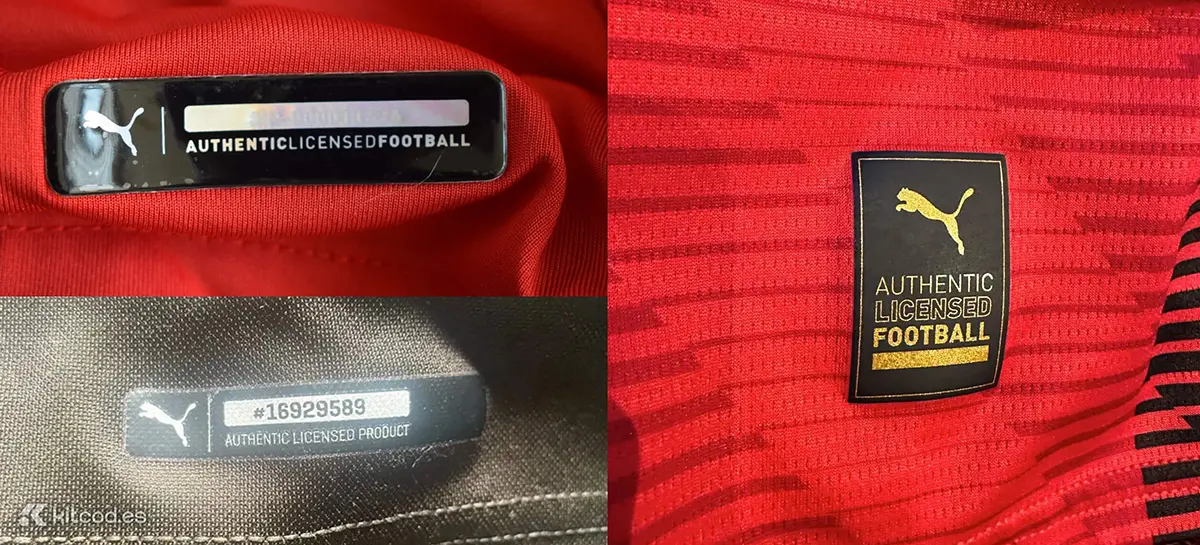 AUTHENTICLICENSEDFOOTBALL
#16929589
AUTHENTIC LICENSED PRODUCT
kitcod.es
AUTHENTIC
LICENSED
FOOTBALL